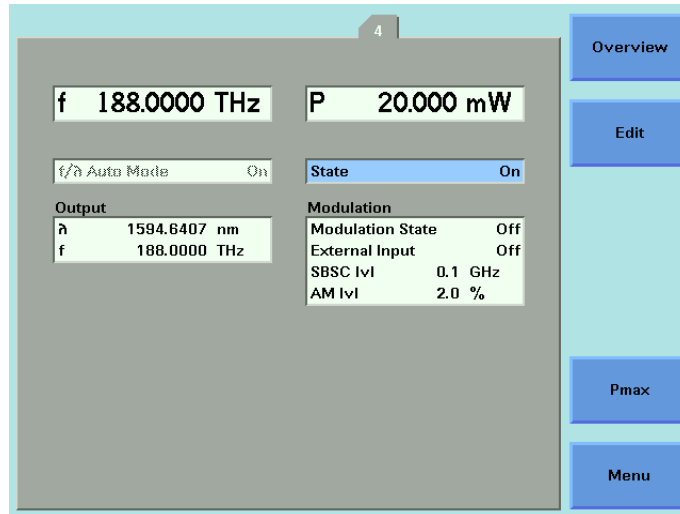 4
f 188.0000 THz
P 20.000 mW
f/λ Auto Mode On
State On
Output
λ 1594.6407 nm
f 188.0000 THz
Modulation
Modulation State Off
External Input Off
SBSC lvl 0.1 GHz
AM lvl 2.0 %
Overview
Edit
Pmax
Menu